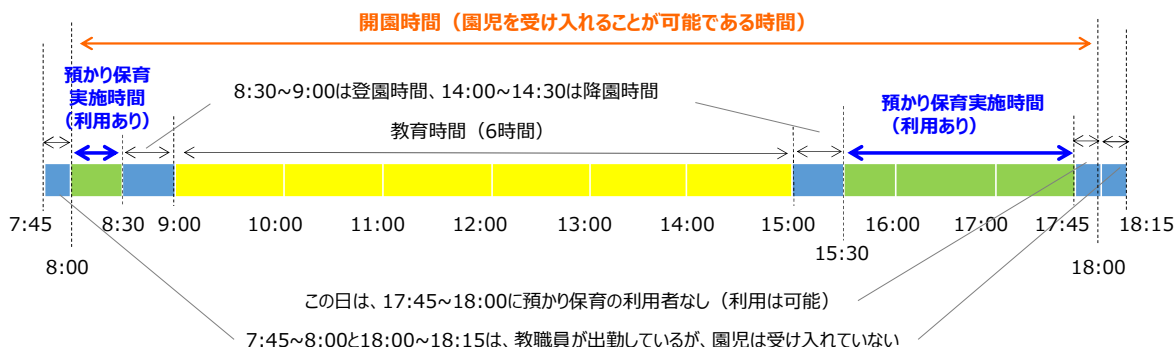 開園時間（園児を受け入れることが可能である時間）
預かり保育
実施時間
（利用あり）
8:30~9:00は登園時間、14:00~14:30は降園時間
教育時間（6時間）
預かり保育実施時間
（利用あり）
7:45 8:30 9:00 10:00 11:00 12:00 13:00 14:00 15:00 16:00 17:00 17:45 18:15
8:00 15:30 18:00
この日は、17:45~18:00に預かり保育の利用者なし（利用は可能）
7:45~8:00と18:00~18:15は、教職員が出勤しているが、園児は受け入れていない